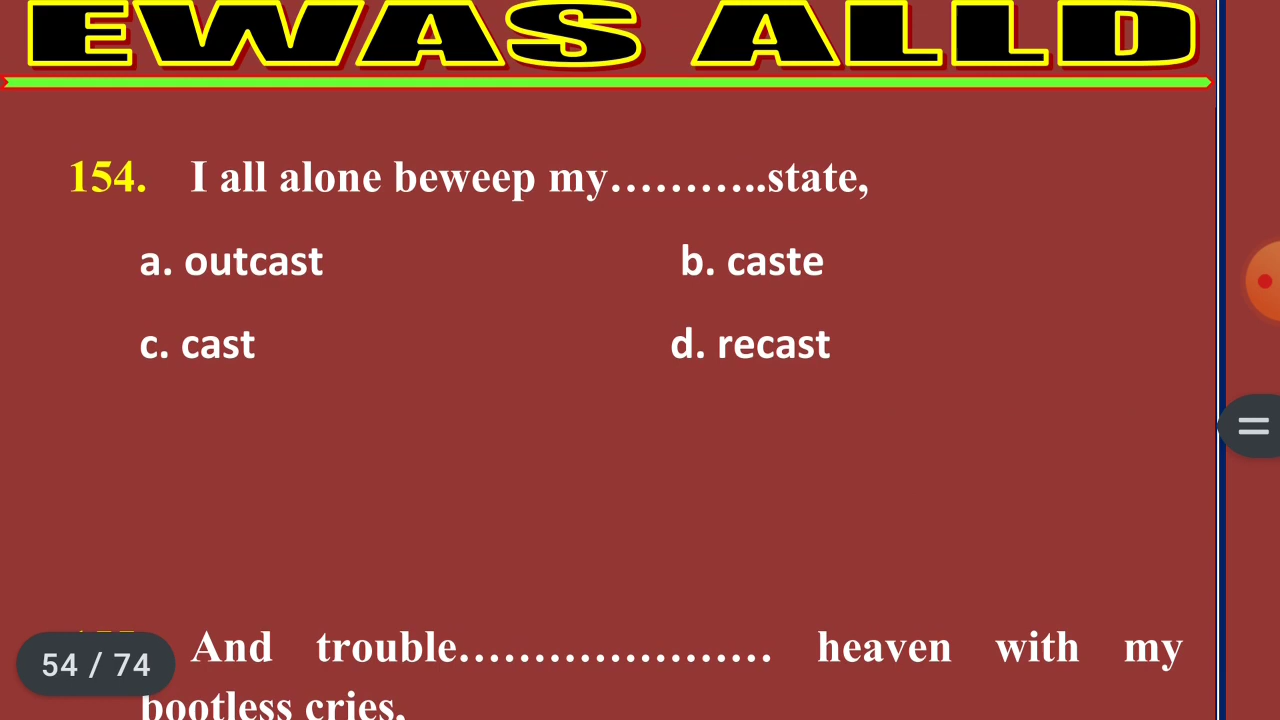 EWAS ALLD
154. I all alone beweep my………..state,
a. outcast b. caste
c. cast d. recast
And trouble………………… heaven with my
54 / 74
bootless cries,